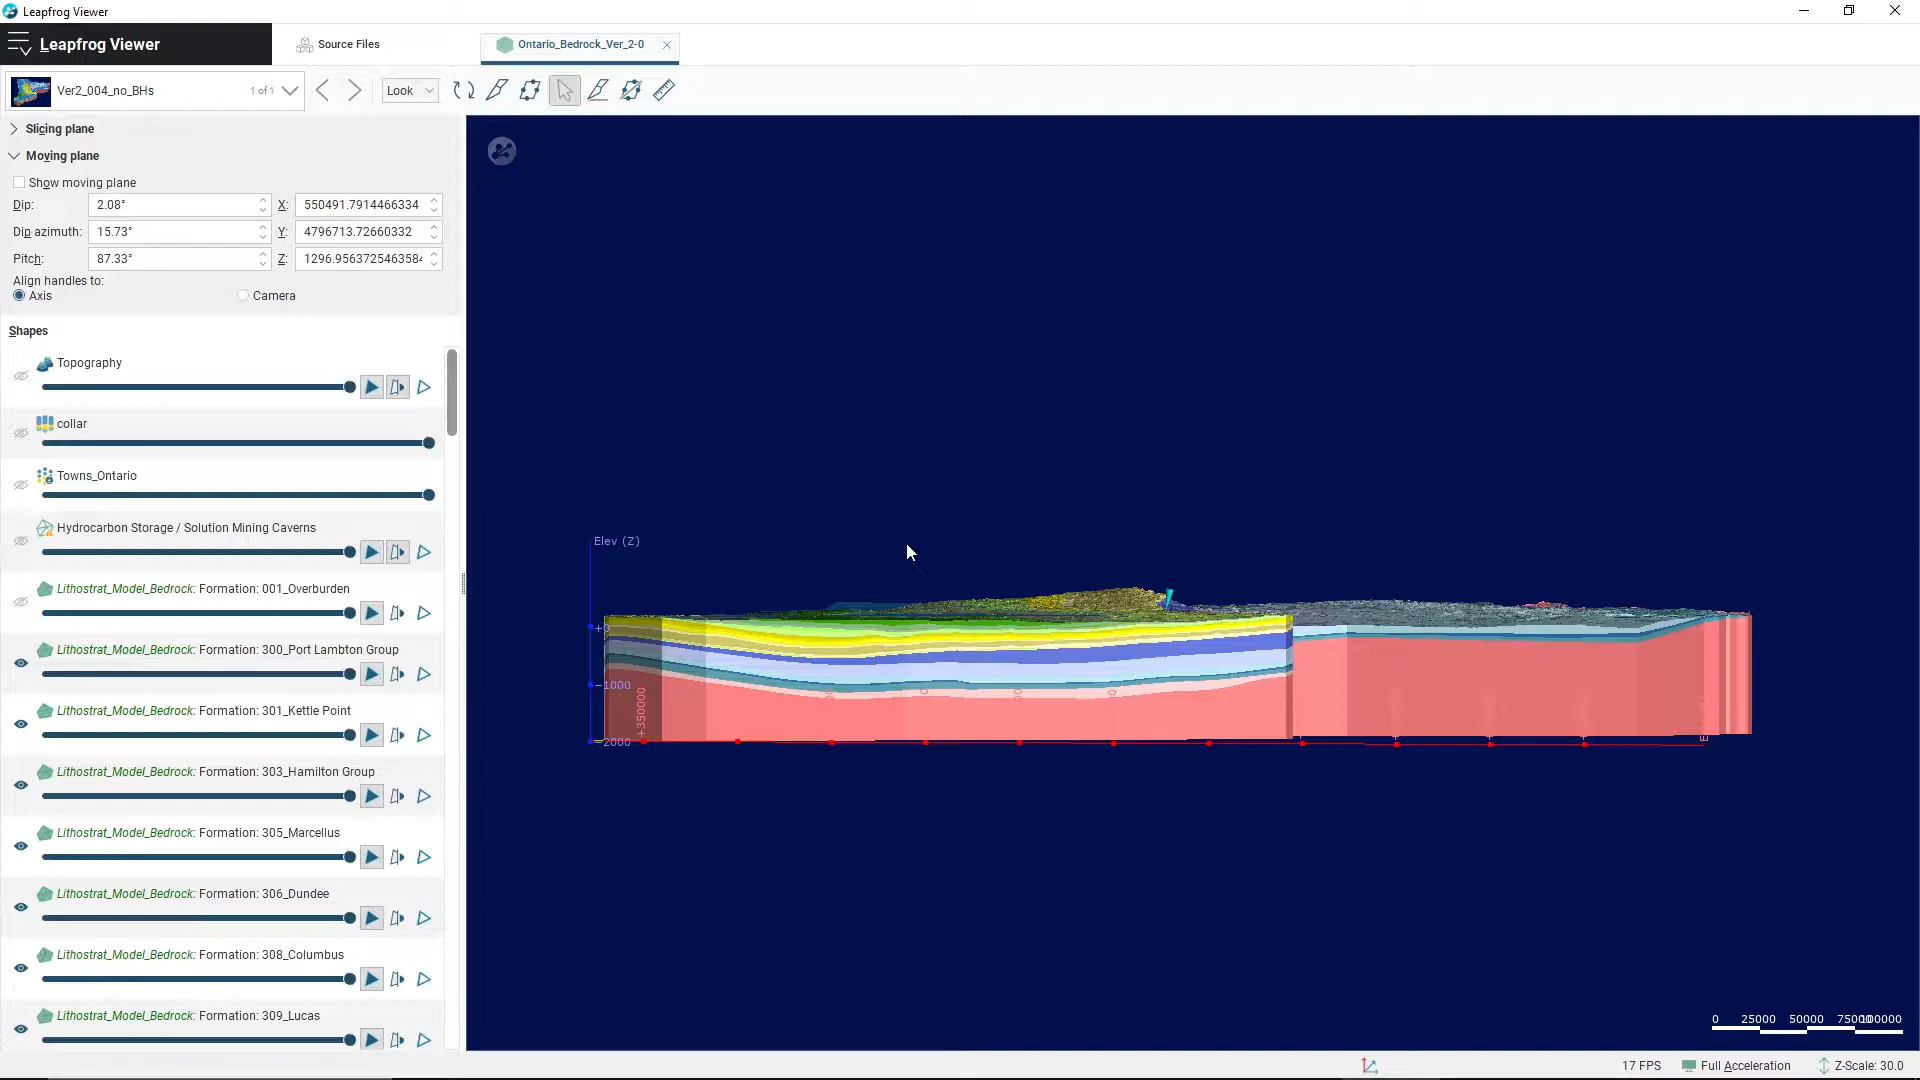 Leapfrog Viewer
Leapfrog Viewer
Source Files
Ontario_Bedrock_Ver_2-0
Ver2_004_no_BHs
1 of 1
Look
Slicing plane
Moving plane
Show moving plane
Dip:
2.08°
X:
550491.7914466334
Dip azimuth:
15.73°
Y:
4796713.72660332
Pitch:
87.33°
Z:
Align handles to:
Axis
Camera
Shapes
Topography
collar
Towns_Ontario
Hydrocarbon Storage / Solution Mining Caverns
Lithostrat_Model_Bedrock: Formation: 001_Overburden
Lithostrat_Model_Bedrock: Formation: 300_Port Lambton Group
Lithostrat_Model_Bedrock: Formation: 301_Kettle Point
Lithostrat_Model_Bedrock: Formation: 303_Hamilton Group
Lithostrat_Model_Bedrock: Formation: 305_Marcellus
Lithostrat_Model_Bedrock: Formation: 306_Dundee
Lithostrat_Model_Bedrock: Formation: 308_Columbus
Lithostrat_Model_Bedrock: Formation: 309_Lucas
Elev (Z)
+0
-1000
-2000
+350000
0 25000 50000
17 FPS
Full Acceleration
Z-Scale: 30.0